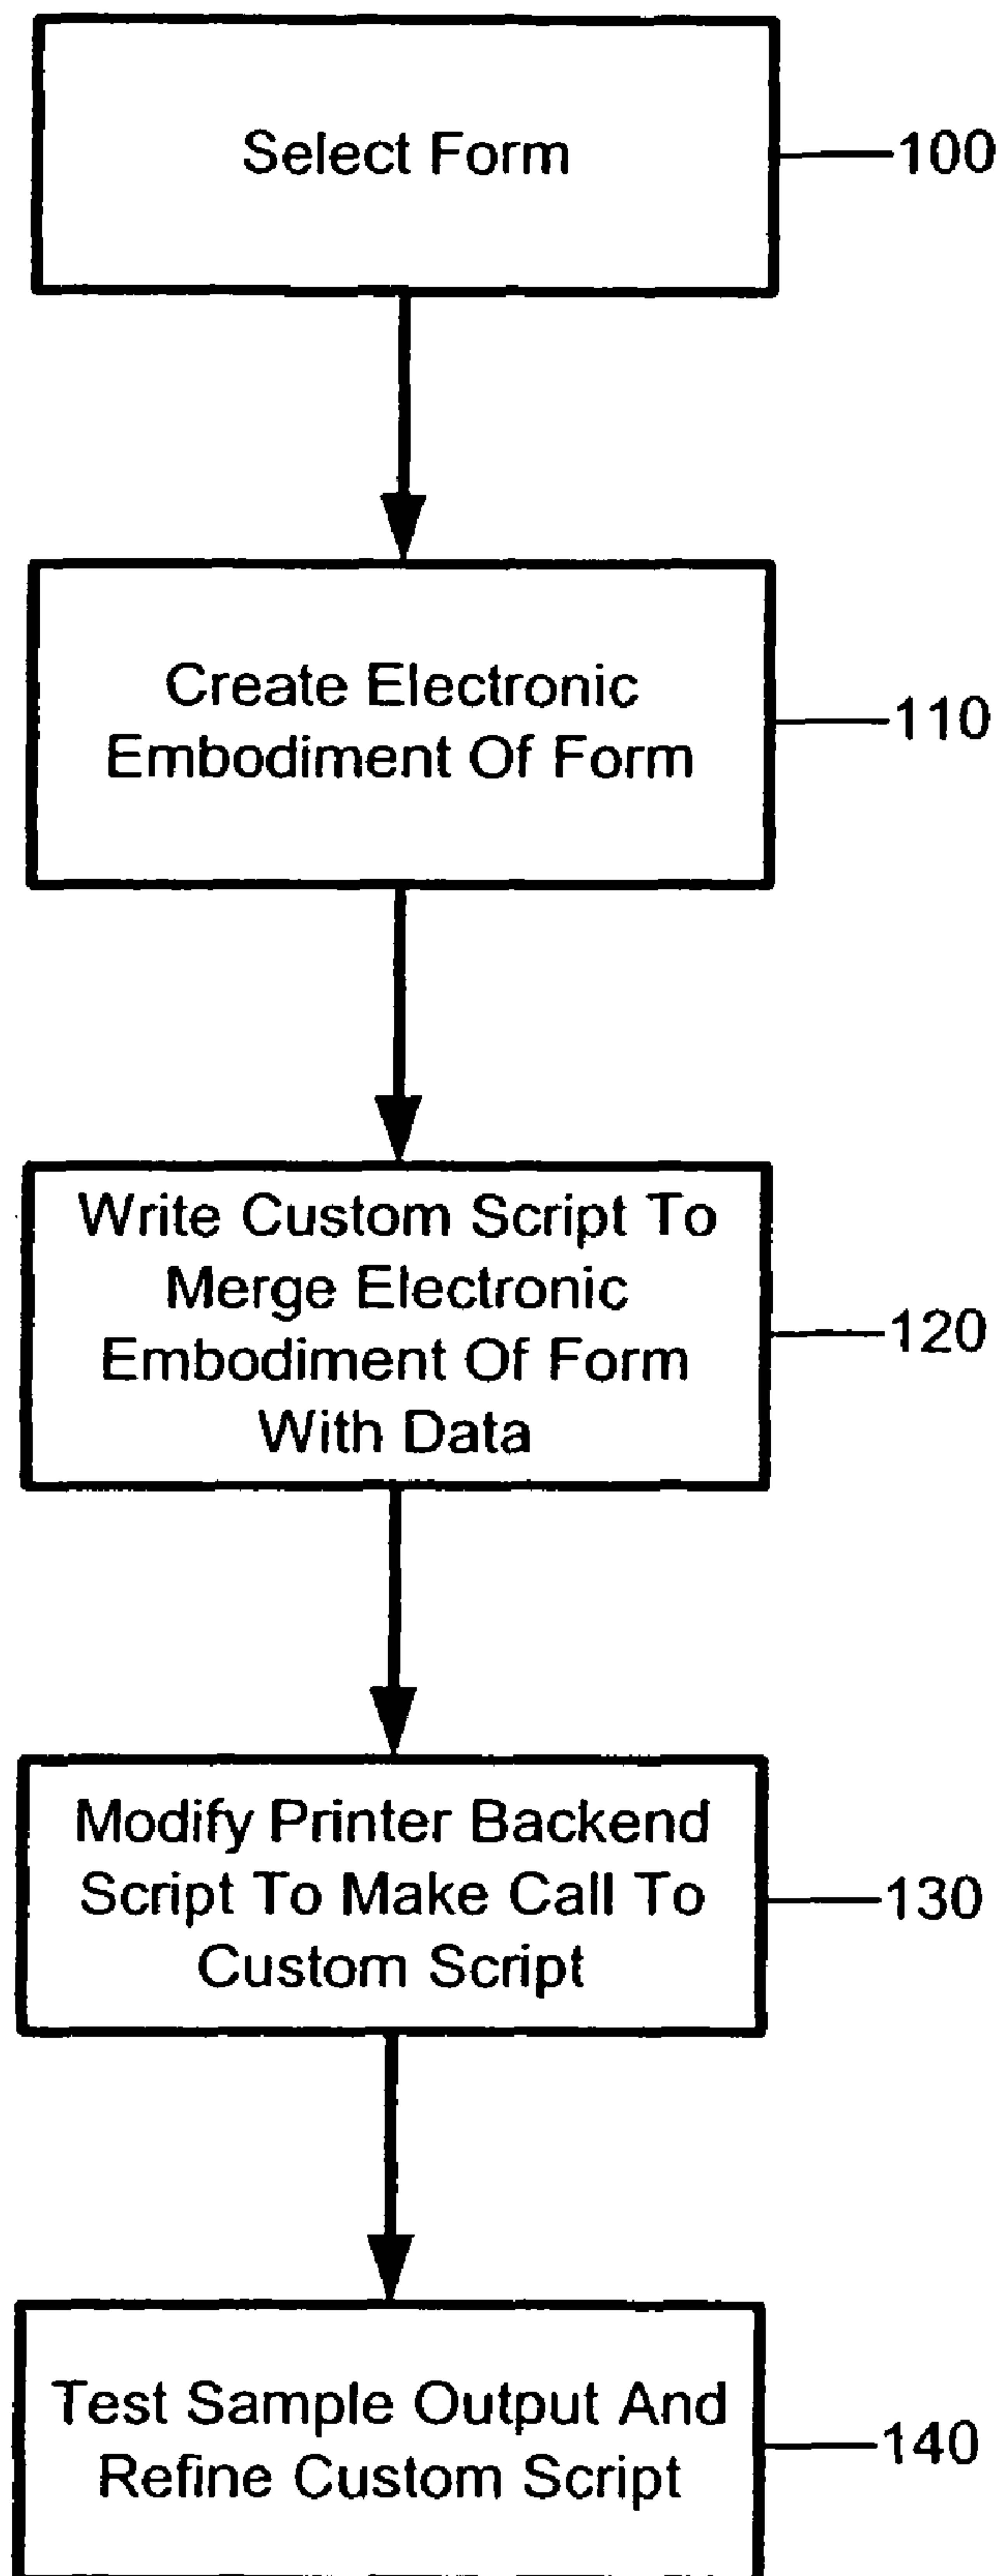 Select Form
100
Create Electronic
Embodiment Of Form
110
Write Custom Script To
Merge Electronic
Embodiment Of Form
With Data
120
Modify Printer Backend
Script To Make Call To
Custom Script
130
Test Sample Output And
Refine Custom Script
140